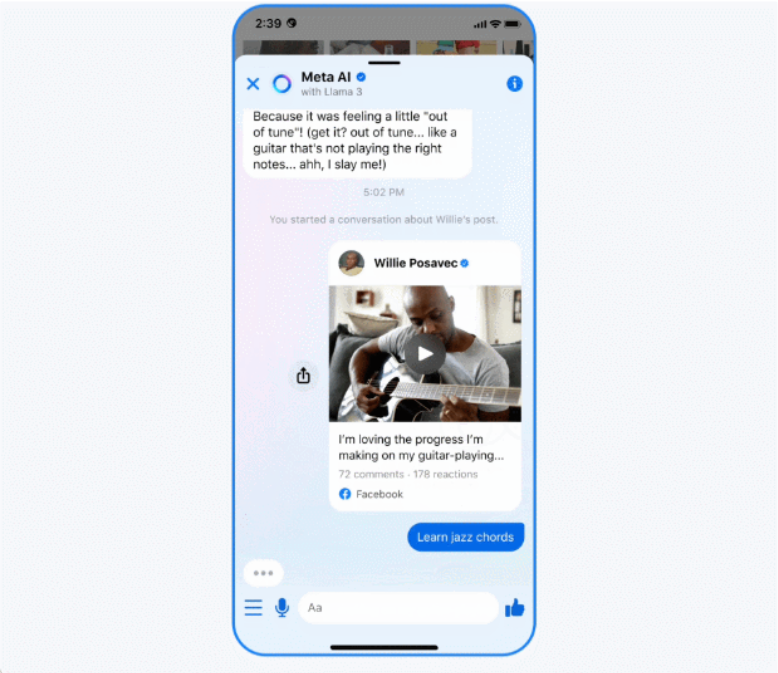 2:39
Meta AI
with Llama 3
Because it was feeling a little "out
of tune"! (get it? out of tune... like a
guitar that's not playing the right
notes... ahh, I slay me!)
5:02 PM
You started a conversation about Willie's post.
Willie Posavec
I'm loving the progress I'm
making on my guitar-playing...
72 comments · 178 reactions
Facebook
Learn jazz chords
Aa